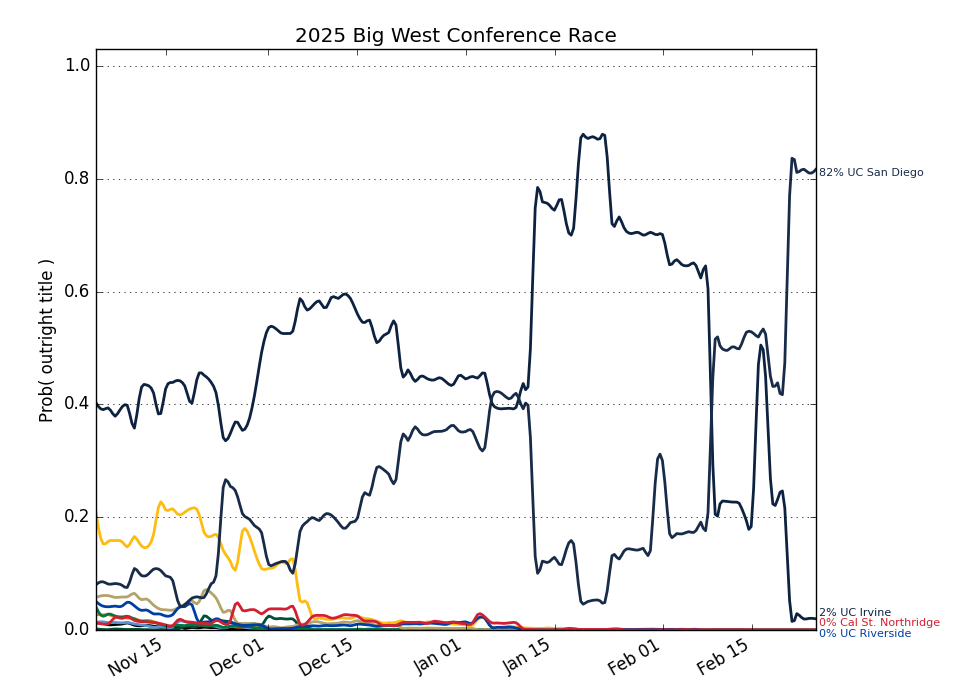 2025 Big West Conference Race
Prob( outright title )
1.0
0.8
0.6
0.4
0.2
0.0
Nov 15
Dec 01
Dec 15
Jan 01
Jan 15
Feb 01
Feb 15
82% UC San Diego
2% UC Irvine
0% Cal St. Northridge
0% UC Riverside